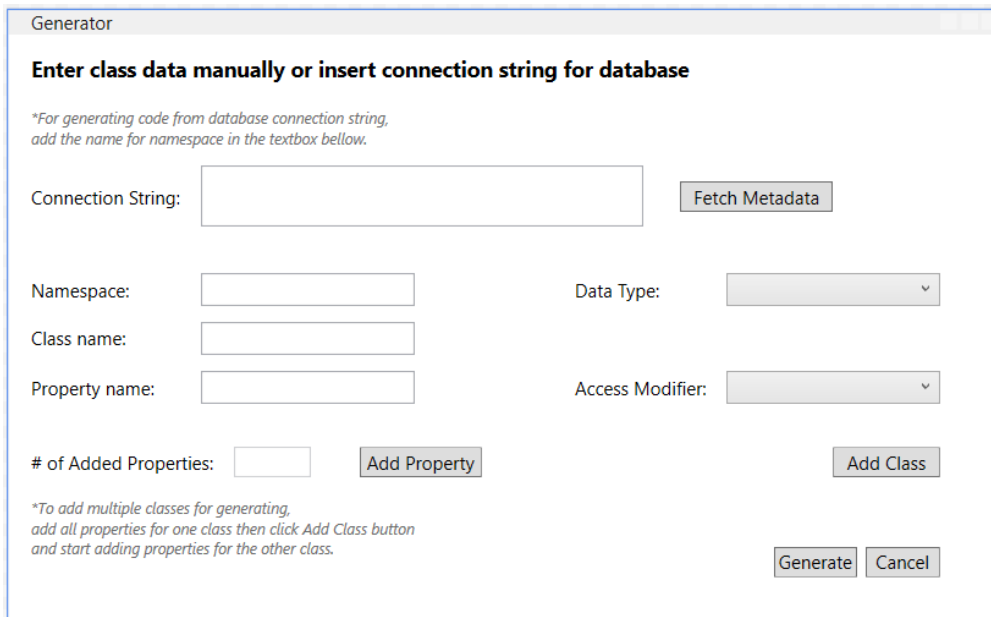 Generator
Enter class data manually or insert connection string for database
*For generating code from database connection string,
add the name for namespace in the textbox bellow.
Connection String:
Fetch Metadata
Namespace:
Data Type:
Class name:
Property name:
Access Modifier:
# of Added Properties:
Add Property
Add Class
*To add multiple classes for generating,
add all properties for one class then click Add Class button
and start adding properties for the other class.
Generate
Cancel